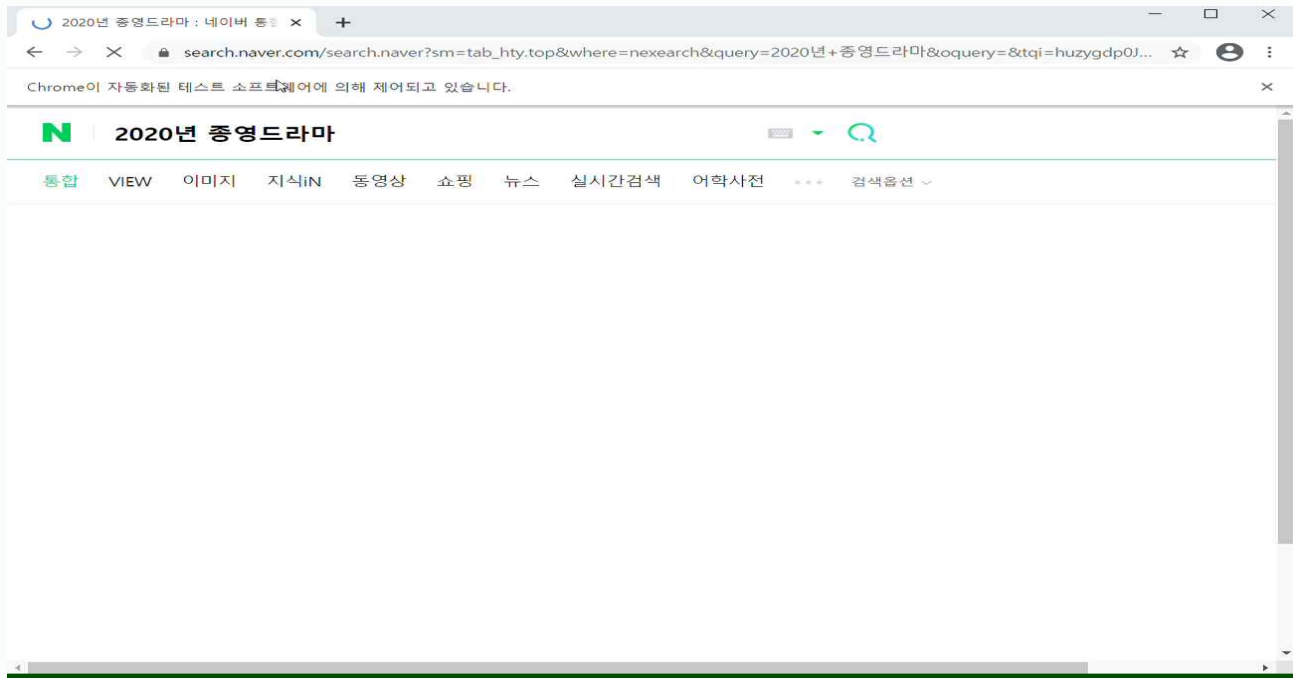 2020년 종영드라마 : 네이버 통
search.naver.com/search.naver?sm=tab_hty.top&where=nexearch&query=2020년+종영드라마&oquery=&tqi=huzygdp0J...
Chrome이 자동화된 테스트 소프트웨어에 의해 제어되고 있습니다.
N 2020년 종영드라마
통합 VIEW 이미지 지식iN 동영상 쇼핑 뉴스 실시간검색 어학사전 ... 검색옵션